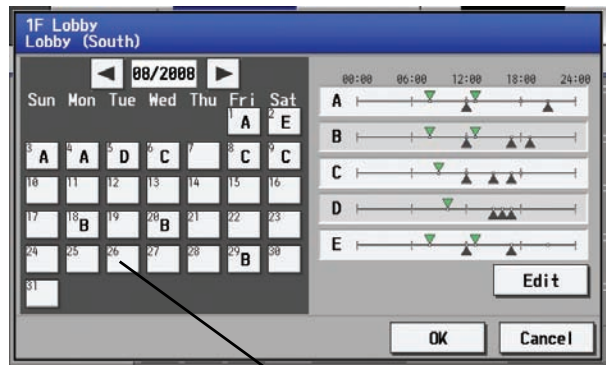 1F Lobby
Lobby (South)
08/2008
Sun Mon Tue Wed Thu Fri Sat
1 A 2 E
3 A 4 A 5 D 6 C 7 8 C 9 C
10 11 12 13 14 15 16
17 18 B 19 20 B 21 22 23
24 25 26 27 28 29 B 30
31
00:00 06:00 12:00 18:00 24:00
A
B
C
D
E
Edit
OK Cancel